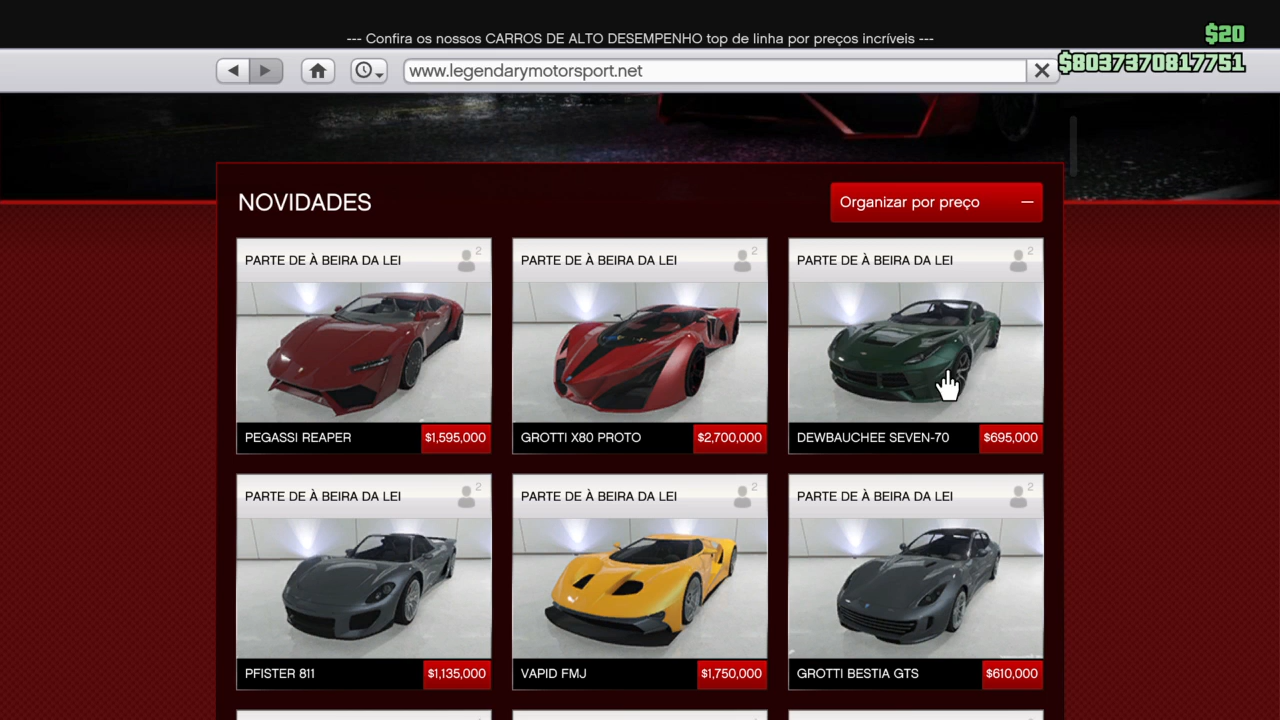 --- Confira os nossos CARROS DE ALTO DESEMPENHO top de linha por preços incríveis ---
$20
$8037370817751
www.legendarymotorsport.net
NOVIDADES
Organizar por preço
PARTE DE À BEIRA DA LEI 2
PEGASSI REAPER $1,595,000
PARTE DE À BEIRA DA LEI 2
GROTTI X80 PROTO $2,700,000
PARTE DE À BEIRA DA LEI 2
DEWBAUCHEE SEVEN-70 $695,000
PARTE DE À BEIRA DA LEI 2
PFISTER 811 $1,135,000
PARTE DE À BEIRA DA LEI 2
VAPID FMJ $1,750,000
PARTE DE À BEIRA DA LEI 2
GROTTI BESTIA GTS $610,000